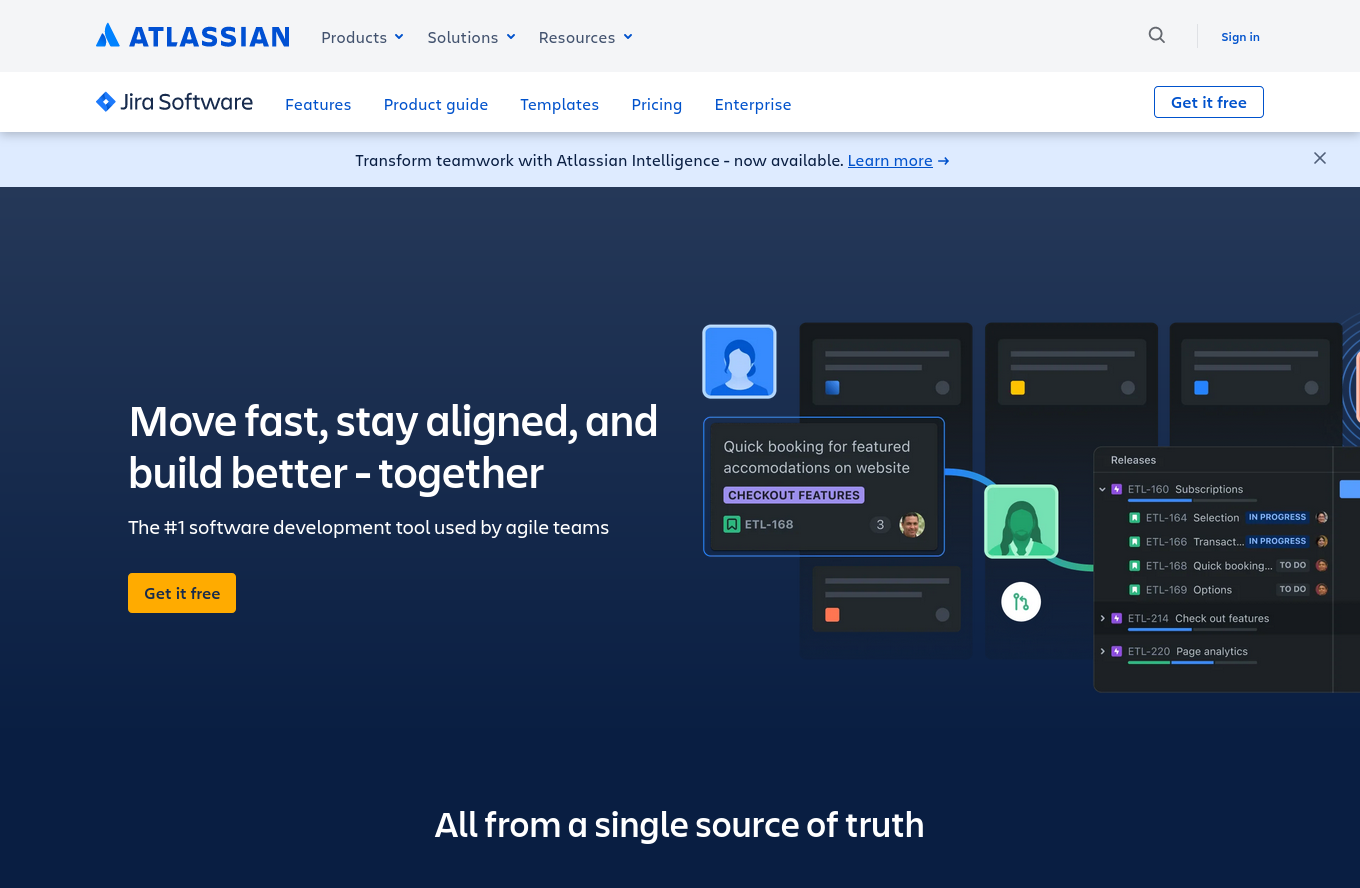 ATLASSIAN Products Solutions Resources Sign in
Jira Software Features Product guide Templates Pricing Enterprise Get it free
Transform teamwork with Atlassian Intelligence - now available. Learn more →
Move fast, stay aligned, and
build better - together
The #1 software development tool used by agile teams
Get it free
Quick booking for featured
accomodations on website
CHECKOUT FEATURES
ETL-168 3
Releases
ETL-160 Subscriptions
ETL-164 Selection IN PROGRESS
ETL-166 Transact... IN PROGRESS
ETL-168 Quick booking... TO DO
ETL-169 Options TO DO
ETL-214 Check out features
ETL-220 Page analytics
All from a single source of truth